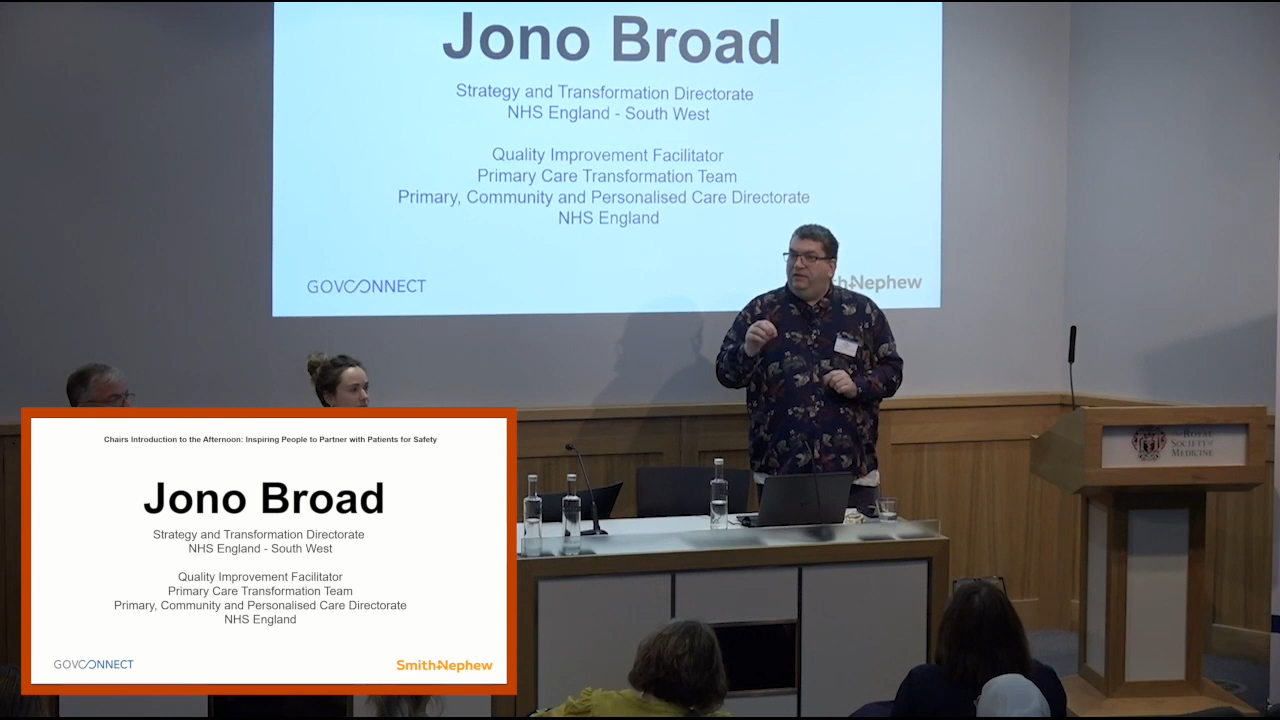 Jono Broad
Strategy and Transformation Directorate
NHS England - South West
Quality Improvement Facilitator
Primary Care Transformation Team
Primary, Community and Personalised Care Directorate
NHS England
GOVCONNECT
th+Nephew
ROYAL
SOCIETY of
MEDICINE
Chairs Introduction to the Afternoon: Inspiring People to Partner with Patients for Safety
Jono Broad
Strategy and Transformation Directorate
NHS England - South West
Quality Improvement Facilitator
Primary Care Transformation Team
Primary, Community and Personalised Care Directorate
NHS England
GOVCONNECT
Smith+Nephew